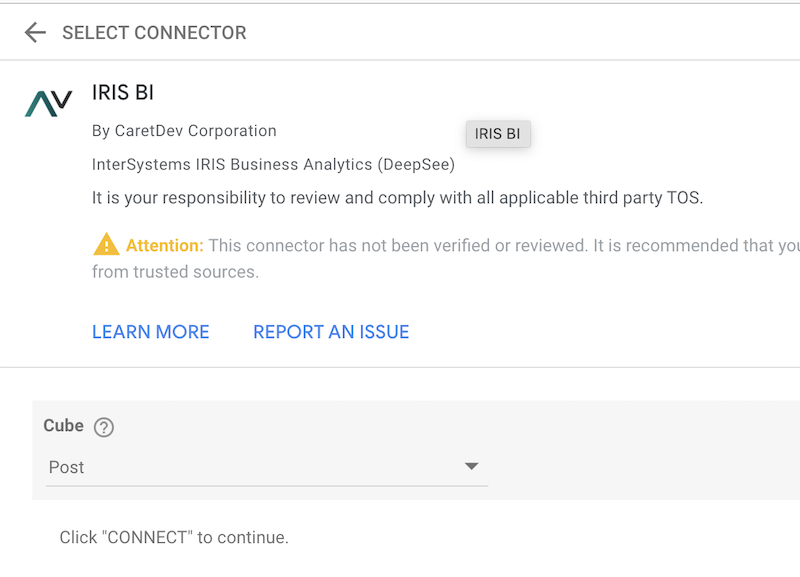 SELECT CONNECTOR
IRIS BI
By CaretDev Corporation
IRIS BI
InterSystems IRIS Business Analytics (DeepSee)
It is your responsibility to review and comply with all applicable third party TOS.
Attention: This connector has not been verified or reviewed. It is recommended that you
from trusted sources.
LEARN MORE REPORT AN ISSUE
Cube ?
Post
Click "CONNECT" to continue.